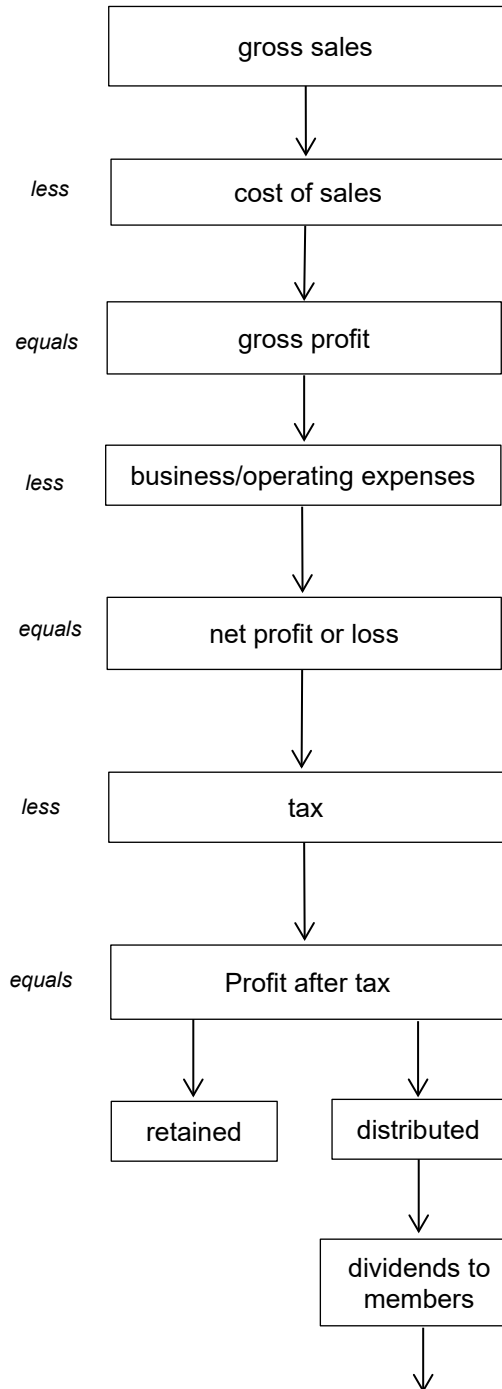 gross sales
less
cost of sales
equals
gross profit
less
business/operating expenses
equals
net profit or loss
less
tax
equals
Profit after tax
retained
distributed
dividends to
members